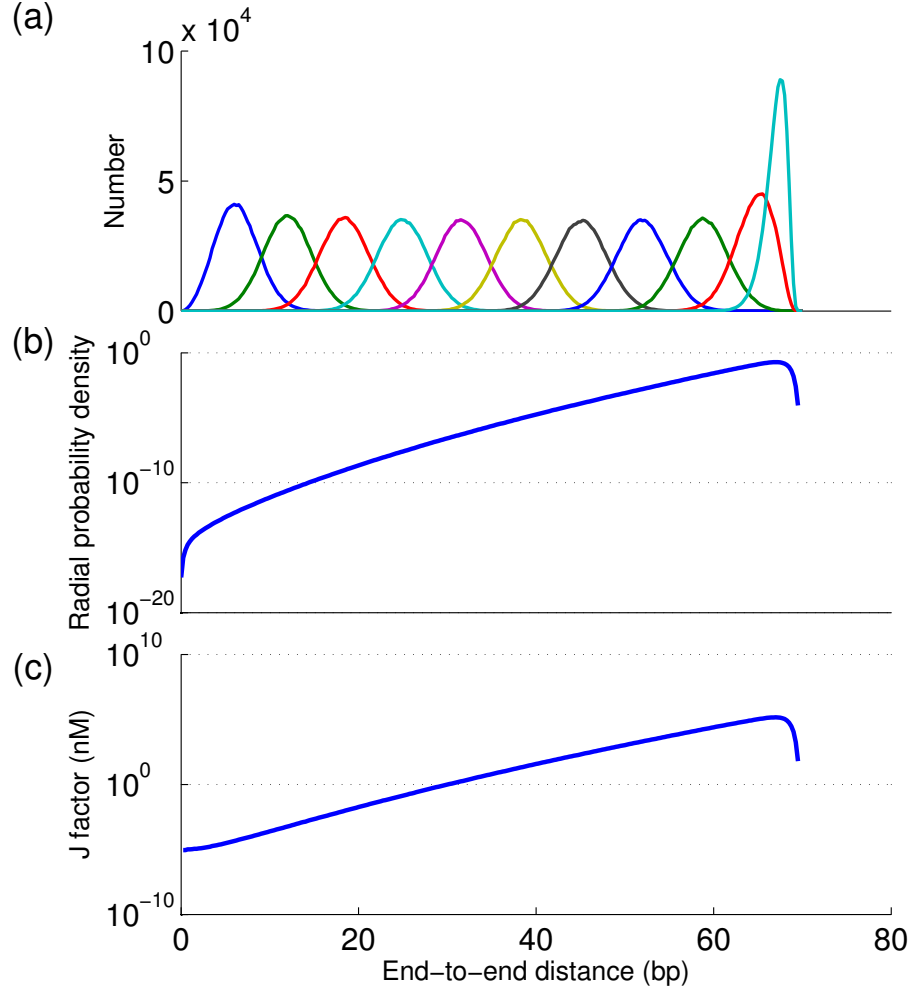 (a)
x 10^4
10
5
0
Number
(b)
10^0
10^−10
10^−20
Radial probability density
(c)
10^10
10^0
10^−10
J factor (nM)
0 20 40 60 80
End−to−end distance (bp)